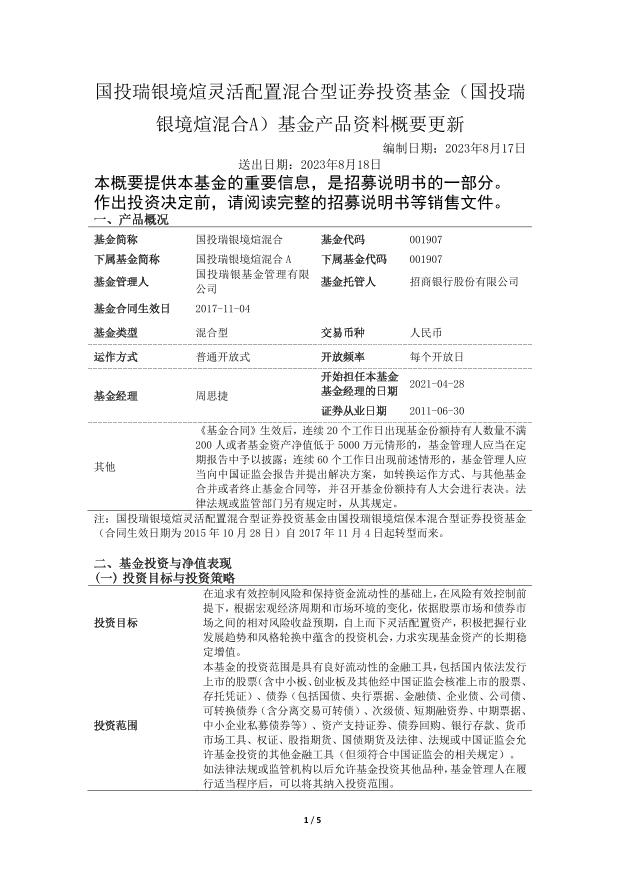 国投瑞银境煊灵活配置混合型证券投资基金（国投瑞
银境煊混合A）基金产品资料概要更新
编制日期：2023年8月17日
送出日期：2023年8月18日
本概要提供本基金的重要信息，是招募说明书的一部分。
作出投资决定前，请阅读完整的招募说明书等销售文件。
一、产品概况
基金简称 国投瑞银境煊混合 基金代码 001907
下属基金简称 国投瑞银境煊混合 A 下属基金代码 001907
基金管理人 国投瑞银基金管理有限公司 基金托管人 招商银行股份有限公司
基金合同生效日 2017-11-04
基金类型 混合型 交易币种 人民币
运作方式 普通开放式 开放频率 每个开放日
基金经理 周思捷 开始担任本基金基金经理的日期 2021-04-28
证券从业日期 2011-06-30
其他
《基金合同》生效后，连续 20 个工作日出现基金份额持有人数量不满
200 人或者基金资产净值低于 5000 万元情形的，基金管理人应当在定
期报告中予以披露；连续 60 个工作日出现前述情形的，基金管理人应
当向中国证监会报告并提出解决方案，如转换运作方式、与其他基金
合并或者终止基金合同等，并召开基金份额持有人大会进行表决。法
律法规或监管部门另有规定时，从其规定。
注：国投瑞银境煊灵活配置混合型证券投资基金由国投瑞银境煊保本混合型证券投资基金
（合同生效日期为 2015 年 10 月 28 日）自 2017 年 11 月 4 日起转型而来。
二、基金投资与净值表现
(一) 投资目标与投资策略
投资目标
在追求有效控制风险和保持资金流动性的基础上，在风险有效控制前
提下，根据宏观经济周期和市场环境的变化，依据股票市场和债券市
场之间的相对风险收益预期，自上而下灵活配置资产，积极把握行业
发展趋势和风格轮换中蕴含的投资机会，力求实现基金资产的长期稳
定增值。
投资范围
本基金的投资范围是具有良好流动性的金融工具，包括国内依法发行
上市的股票（含中小板、创业板及其他经中国证监会核准上市的股票、
存托凭证）、债券（包括国债、央行票据、金融债、企业债、公司债、
可转换债券（含分离交易可转债）、次级债、短期融资券、中期票据、
中小企业私募债券等）、资产支持证券、债券回购、银行存款、货币
市场工具、权证、股指期货、国债期货及法律、法规或中国证监会允
许基金投资的其他金融工具（但须符合中国证监会的相关规定）。
如法律法规或监管机构以后允许基金投资其他品种，基金管理人在履
行适当程序后，可以将其纳入投资范围。
1 / 5